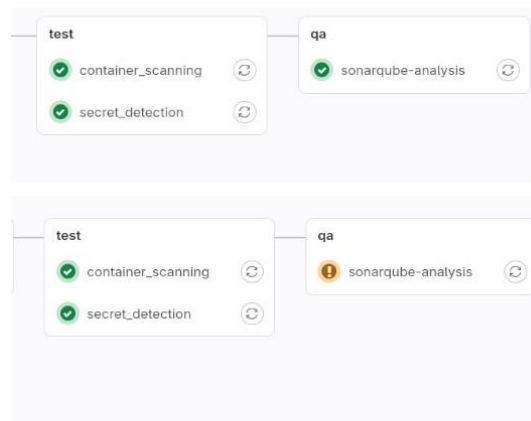 test
container_scanning
secret_detection
qa
sonarqube-analysis
test
container_scanning
secret_detection
qa
sonarqube-analysis